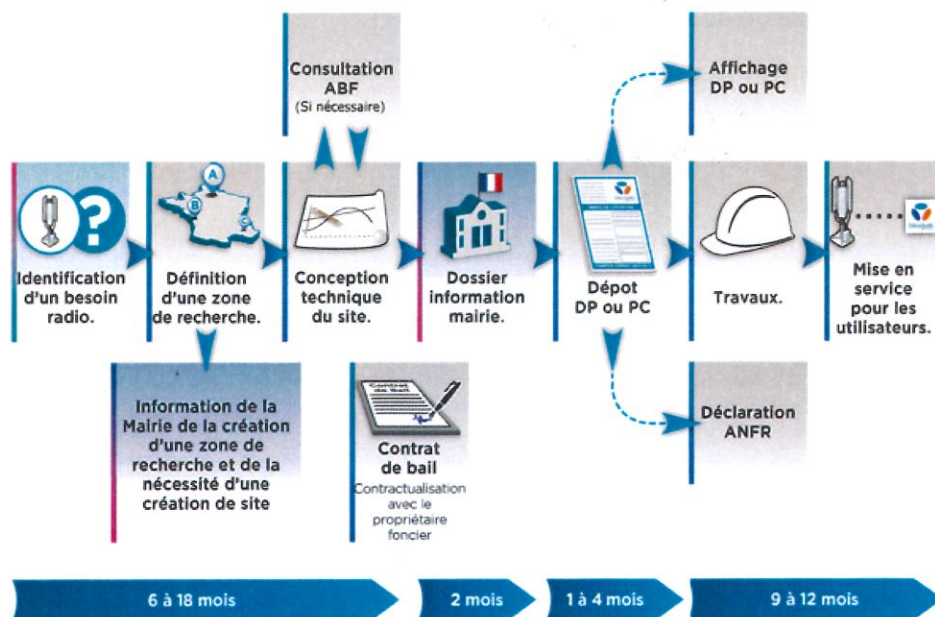 Consultation
ABF
(Si nécessaire)
Affichage
DP ou PC
A
B
C
?
Identification
d'un besoin
radio.
Définition
d'une zone
de recherche.
Conception
technique
du site.
Dossier
information
mairie.
Dépot
DP ou PC
Travaux.
Mise en
service
pour les
utilisateurs.
Information de la
Mairie de la création
d'une zone de
recherche et de la
nécessité d'une
création de site
Contrat
de Bail
Contrat
de bail
Contractualisation
avec le
propriétaire
foncier
Déclaration
ANFR
6 à 18 mois
2 mois
1 à 4 mois
9 à 12 mois